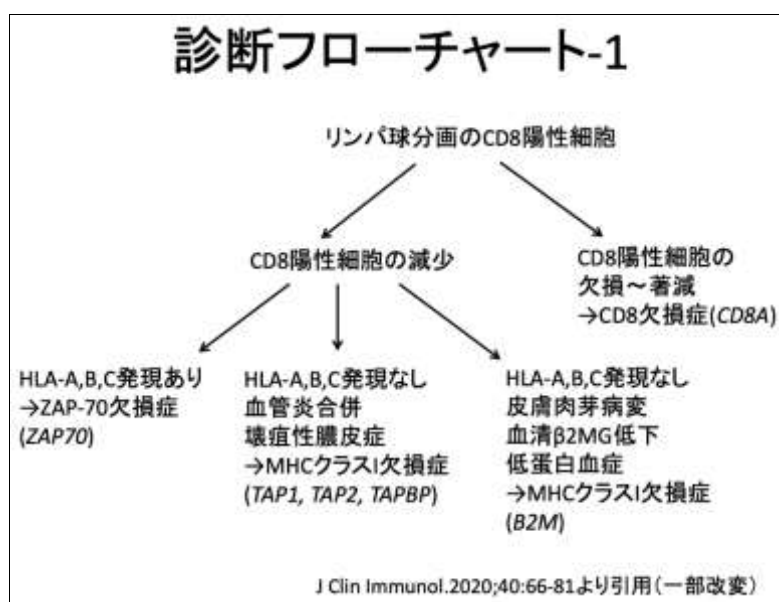 診断フローチャート-1
リンパ球分画のCD8陽性細胞
CD8陽性細胞の減少
CD8陽性細胞の
欠損～著減
→CD8欠損症(CD8A)
HLA-A,B,C発現あり
→ZAP-70欠損症
(ZAP70)
HLA-A,B,C発現なし
血管炎合併
壊疽性膿皮症
→MHCクラスI欠損症
(TAP1, TAP2, TAPBP)
HLA-A,B,C発現なし
皮膚肉芽病変
血清β2MG低下
低蛋白血症
→MHCクラスI欠損症
(B2M)
J Clin Immunol.2020;40:66-81より引用(一部改変)